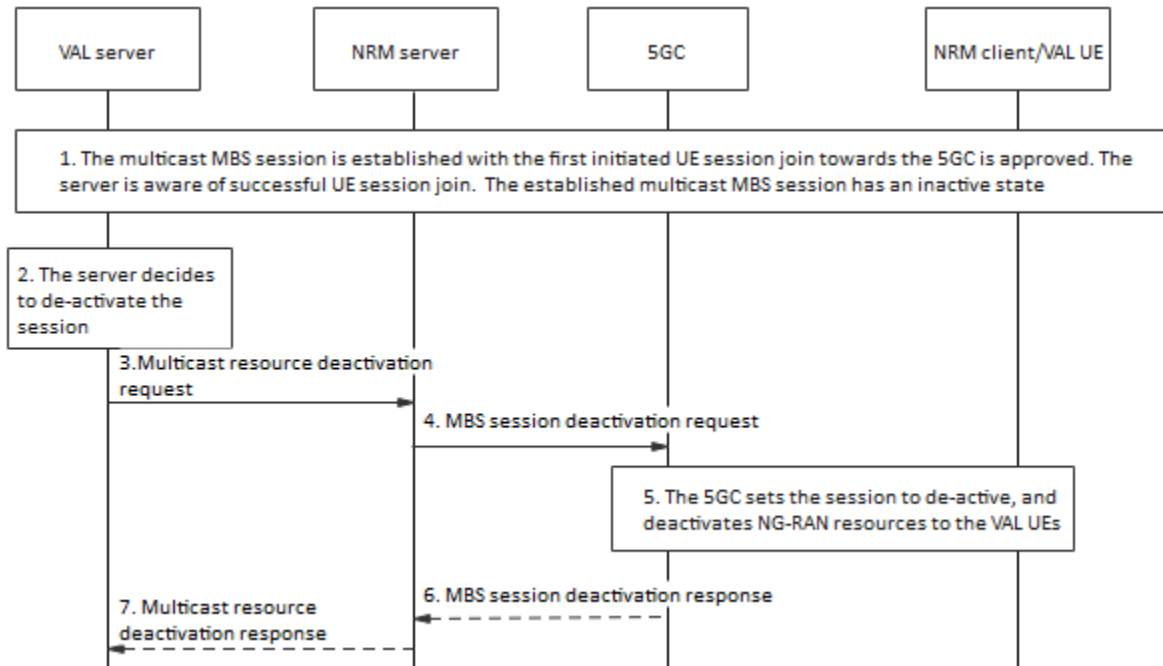 VAL server
NRM server
5GC
NRM client/VAL UE
1. The multicast MBS session is established with the first initiated UE session join towards the 5GC is approved. The
server is aware of successful UE session join. The established multicast MBS session has an inactive state
2. The server decides
to de-activate the
session
3.Multicast resource deactivation
request
4. MBS session deactivation request
5. The 5GC sets the session to de-active, and
deactivates NG-RAN resources to the VAL UEs
6. MBS session deactivation response
7. Multicast resource
deactivation response